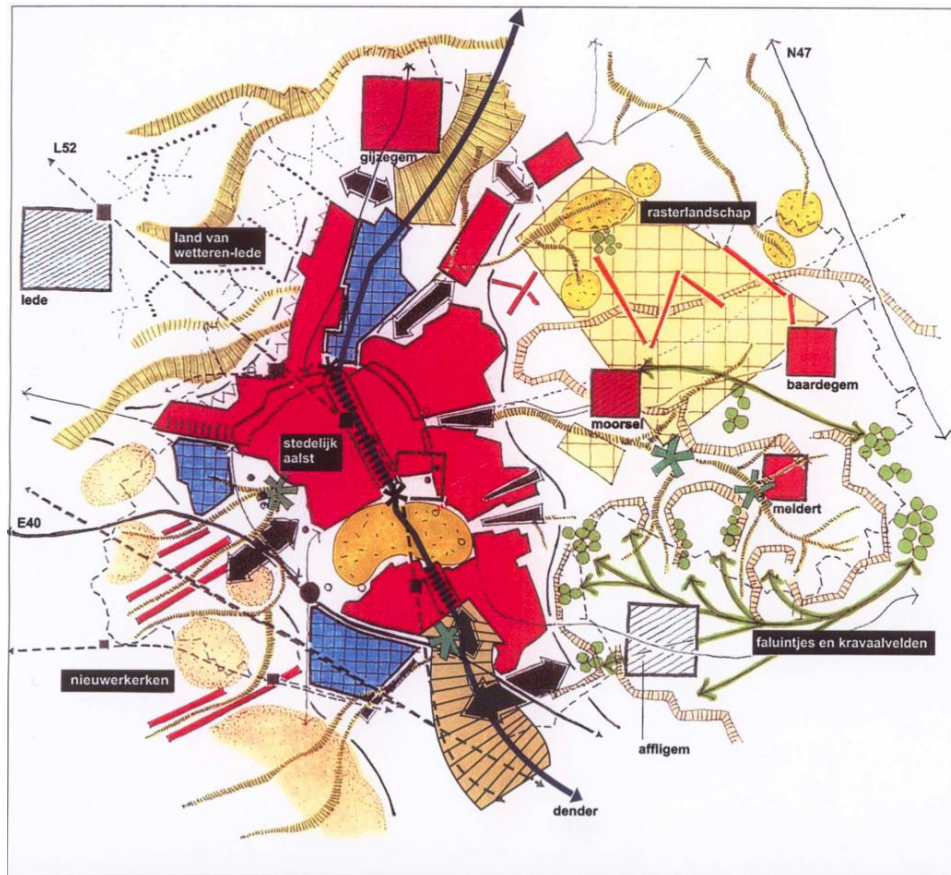 N47
L52
gijzegem
rasterlandschap
land van
wetteren-lede
lede
baardegem
moorsel
stedelijk
aalst
meldert
E40
faluintjes en kravaalvelden
nieuwerkerken
affligem
dender